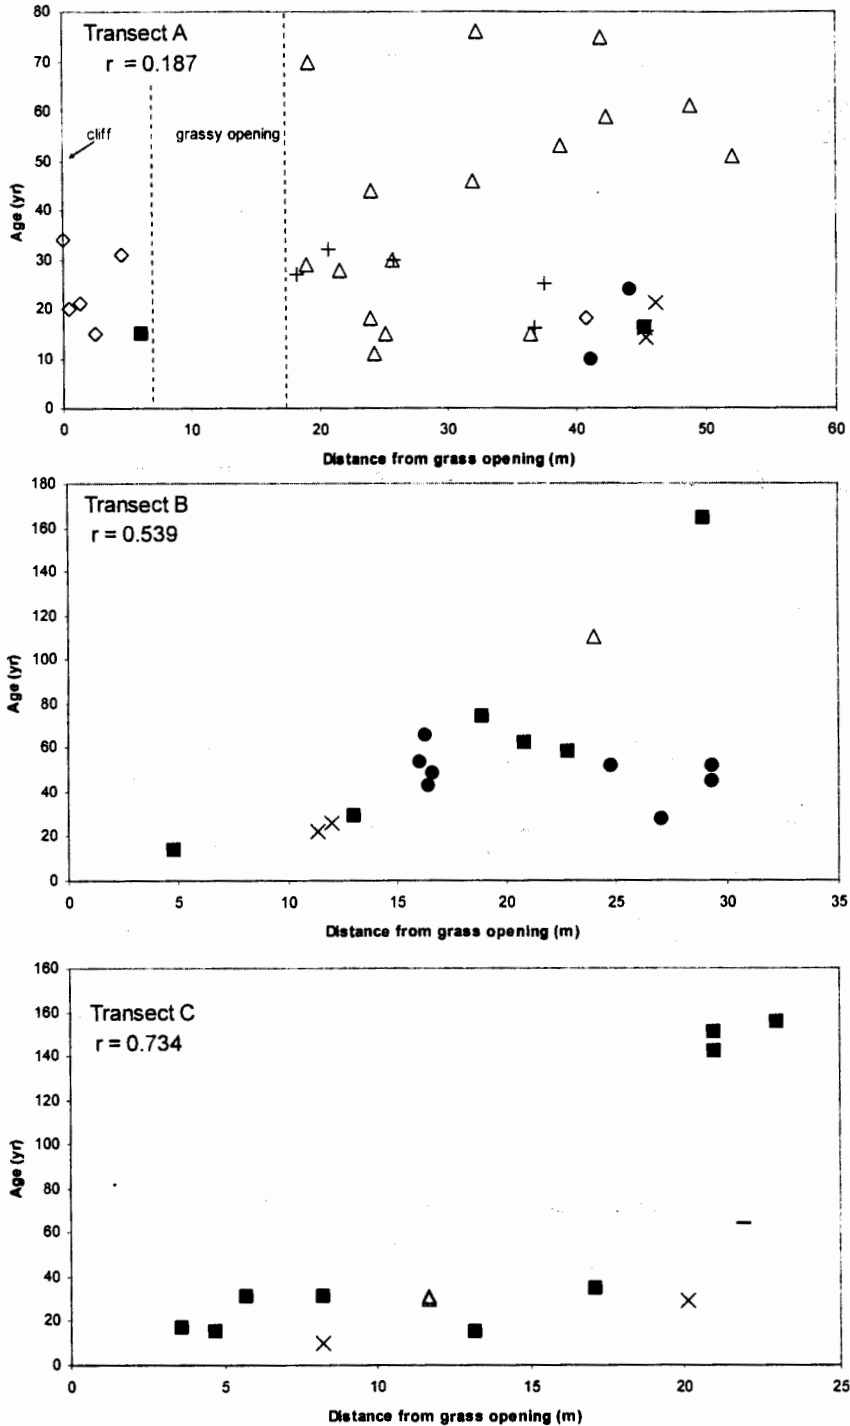 Transect A
r = 0.187
cliff
grassy opening
Age (yr)
80
70
60
50
40
30
20
10
0
0 10 20 30 40 50 60
Distance from grass opening (m)
Transect B
r = 0.539
Age (yr)
180
160
140
120
100
80
60
40
20
0
0 5 10 15 20 25 30 35
Distance from grass opening (m)
Transect C
r = 0.734
Age (yr)
160
160
140
120
100
80
60
40
20
0
0 5 10 15 20 25
Distance from grass opening (m)